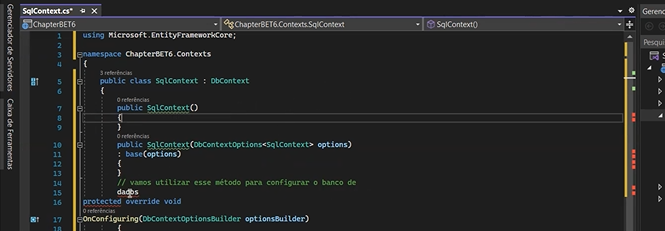 SqlContext.cs*
Gerenci
ChapterBET6
ChapterBET6.Contexts.SqlContext
SqlContext()
Pesqui
Gerenciador de Servidores
Caixa de Ferramentas
1 using Microsoft.EntityFrameworkCore;
2
3 namespace ChapterBET6.Contexts
4 {
3 referências
5 public class SqlContext : DbContext
6 {
0 referências
7 public SqlContext()
8 {
9 }
0 referências
10 public SqlContext(DbContextOptions<SqlContext> options)
11 : base(options)
12 {
13 }
14 // vamos utilizar esse método para configurar o banco de
15 dados
16 protected override void
0 referências
17 OnConfiguring(DbContextOptionsBuilder optionsBuilder)
18 {